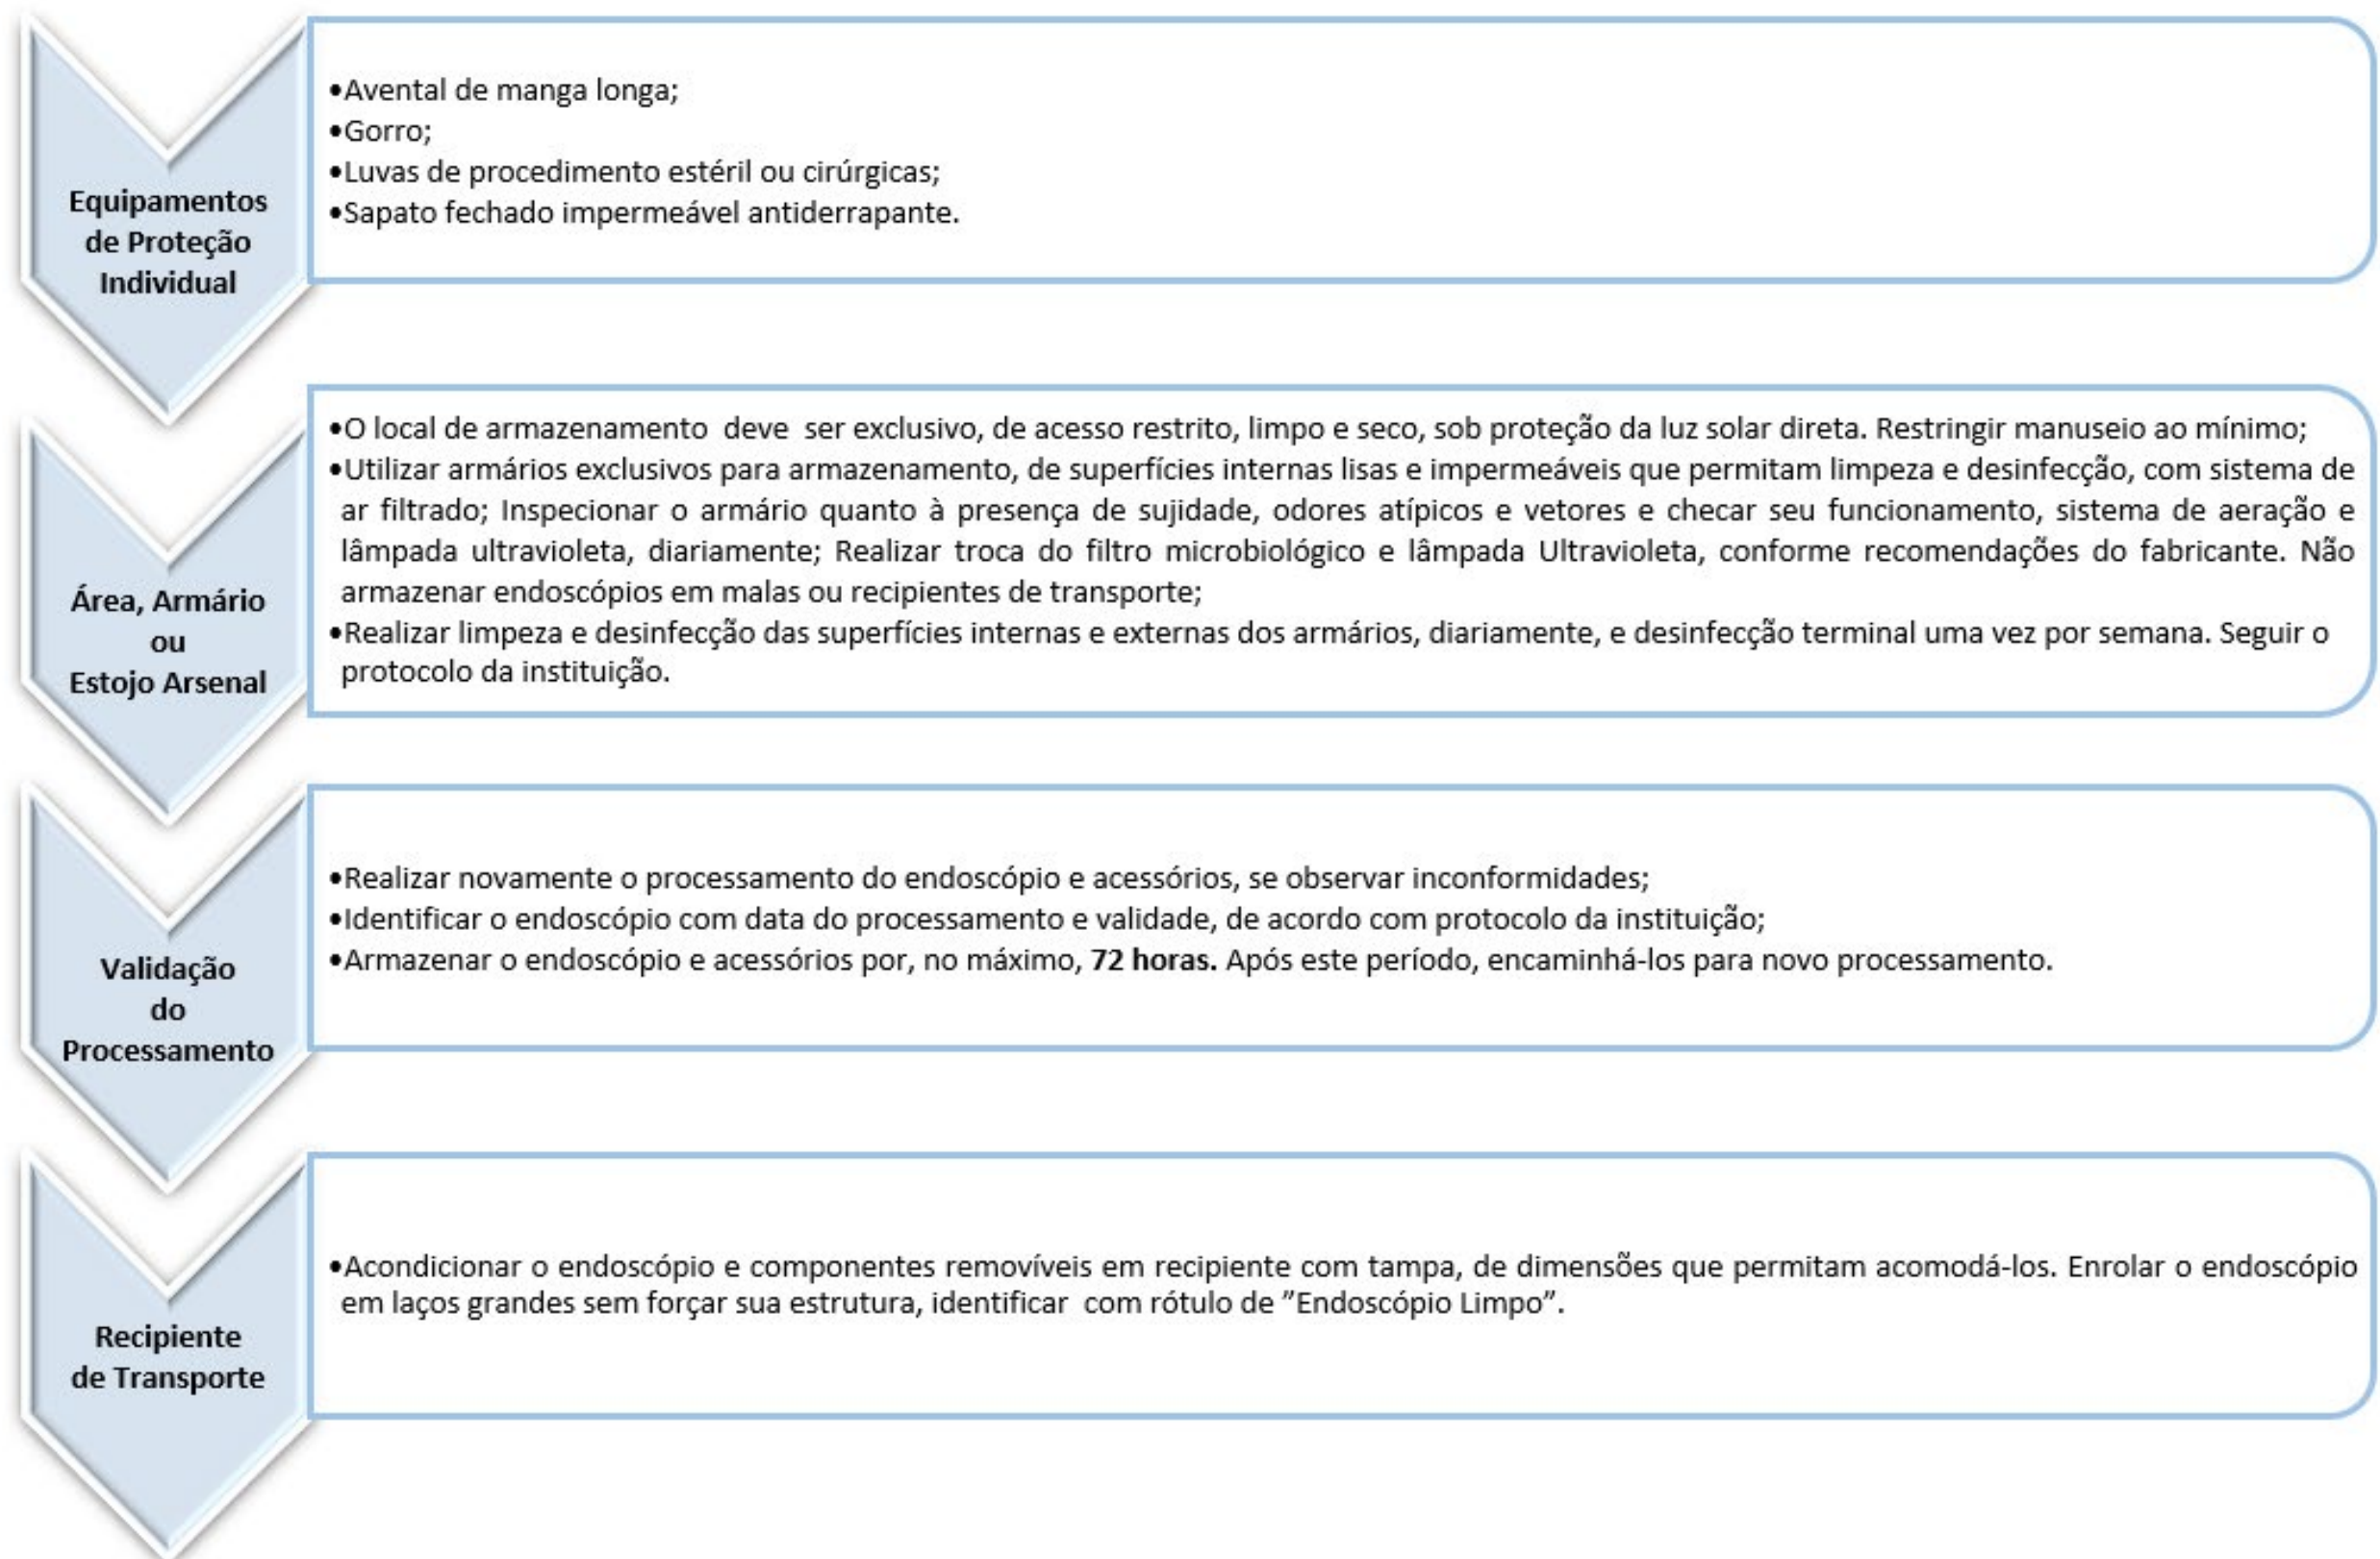 Equipamentos
de Proteção
Individual
•Avental de manga longa;
•Gorro;
•Luvas de procedimento estéril ou cirúrgicas;
•Sapato fechado impermeável antiderrapante.
Área, Armário
ou
Estojo Arsenal
•O local de armazenamento deve ser exclusivo, de acesso restrito, limpo e seco, sob proteção da luz solar direta. Restringir manuseio ao mínimo;
•Utilizar armários exclusivos para armazenamento, de superfícies internas lisas e impermeáveis que permitam limpeza e desinfecção, com sistema de
ar filtrado; Inspecionar o armário quanto à presença de sujidade, odores atípicos e vetores e checar seu funcionamento, sistema de aeração e
lâmpada ultravioleta, diariamente; Realizar troca do filtro microbiológico e lâmpada Ultravioleta, conforme recomendações do fabricante. Não
armazenar endoscópios em malas ou recipientes de transporte;
•Realizar limpeza e desinfecção das superfícies internas e externas dos armários, diariamente, e desinfecção terminal uma vez por semana. Seguir o
protocolo da instituição.
Validação
do
Processamento
•Realizar novamente o processamento do endoscópio e acessórios, se observar inconformidades;
•Identificar o endoscópio com data do processamento e validade, de acordo com protocolo da instituição;
•Armazenar o endoscópio e acessórios por, no máximo, 72 horas. Após este período, encaminhá-los para novo processamento.
Recipiente
de Transporte
•Acondicionar o endoscópio e componentes removíveis em recipiente com tampa, de dimensões que permitam acomodá-los. Enrolar o endoscópio
em laços grandes sem forçar sua estrutura, identificar com rótulo de ”Endoscópio Limpo”.